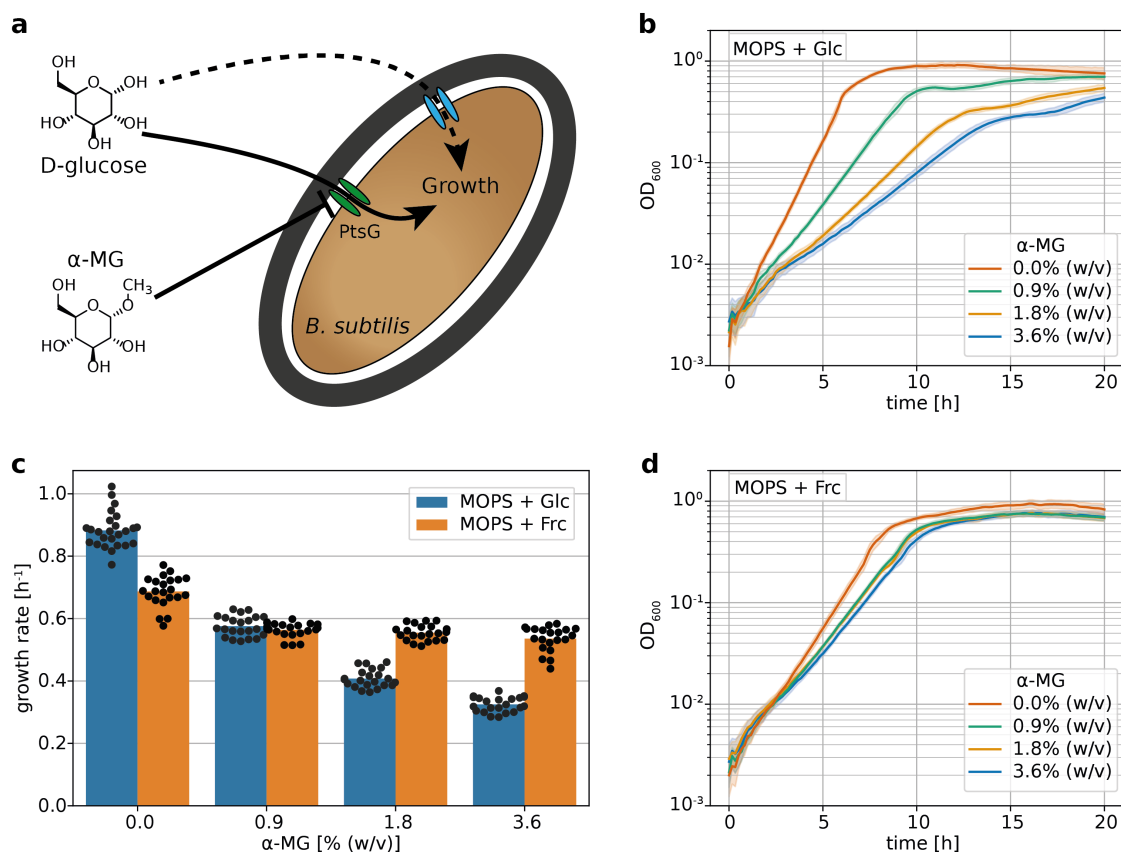 a
OH
OH
O
HO
OH
OH
D-glucose
α-MG
OH
CH3
O
O
HO
OH
OH
PtsG
Growth
B. subtilis
b
MOPS + Glc
10⁰
10⁻¹
10⁻²
10⁻³
OD₆₀₀
α-MG
0.0% (w/v)
0.9% (w/v)
1.8% (w/v)
3.6% (w/v)
0 5 10 15 20
time [h]
c
growth rate [h⁻¹]
1.0
0.8
0.6
0.4
0.2
0.0
MOPS + Glc
MOPS + Frc
0.0 0.9 1.8 3.6
α-MG [% (w/v)]
d
MOPS + Frc
10⁰
10⁻¹
10⁻²
10⁻³
OD₆₀₀
α-MG
0.0% (w/v)
0.9% (w/v)
1.8% (w/v)
3.6% (w/v)
0 5 10 15 20
time [h]